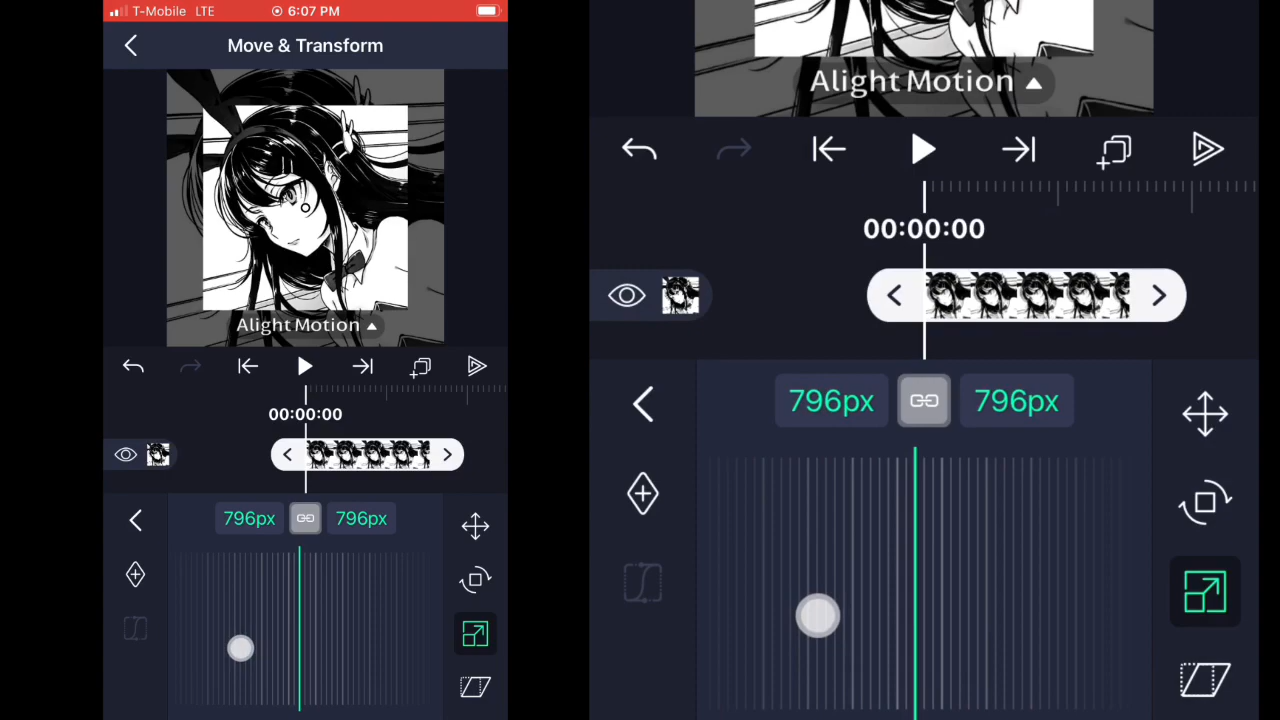 T-Mobile LTE 6:07 PM
Move & Transform
Alight Motion
00:00:00
796px 796px
Alight Motion
00:00:00
796px 796px